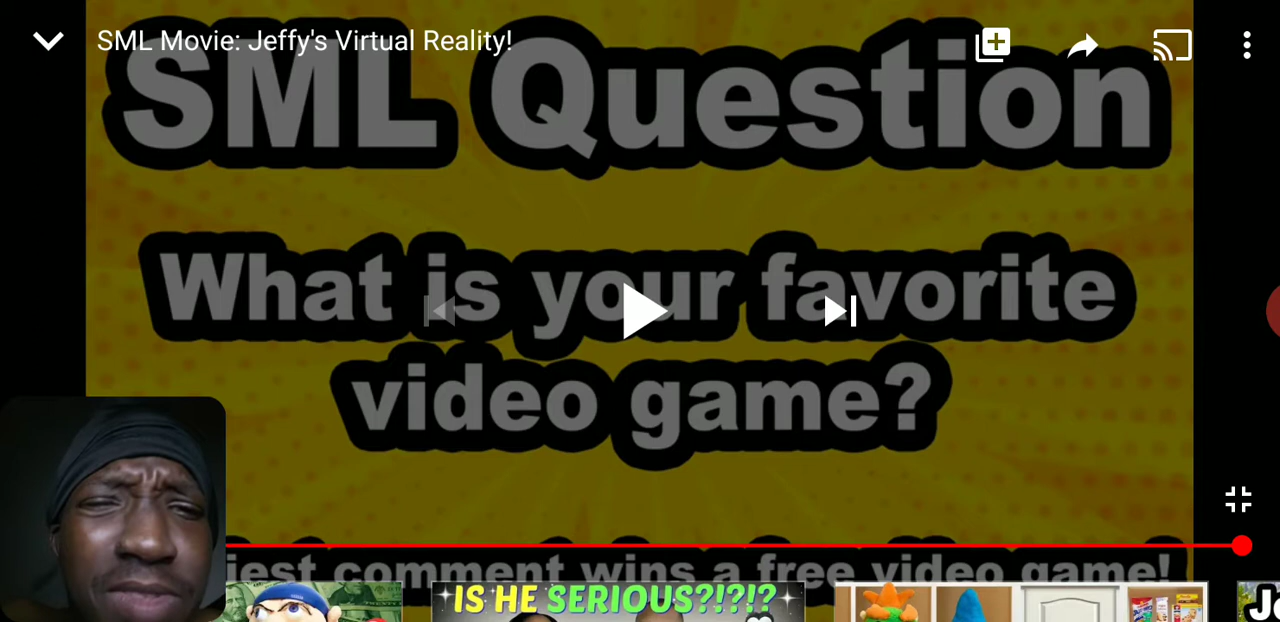 SML Movie: Jeffy's Virtual Reality!
SML Question
What is your favorite
video game?
comment wins a free video game!
IS HE SERIOUS?!?!?